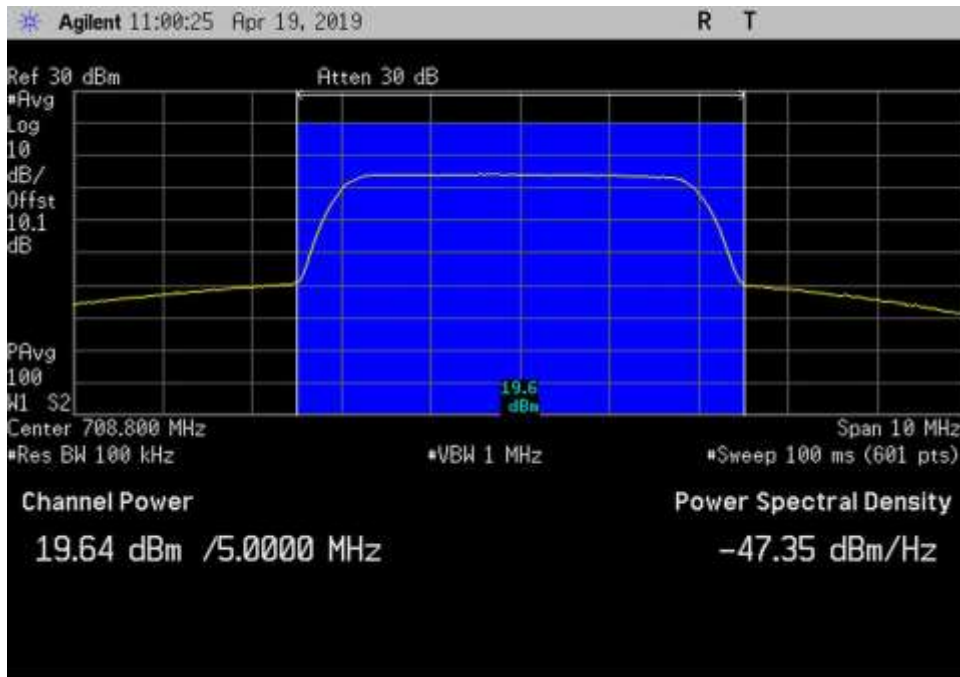 Agilent 11:00:25 Apr 19, 2019 R T
Ref 30 dBm Atten 30 dB
#Avg
Log
10
dB/
Offst
10.1
dB
PAvg
100
W1 S2
19.6
dBm
Center 708.800 MHz Span 10 MHz
#Res BW 100 kHz #VBW 1 MHz #Sweep 100 ms (601 pts)
Channel Power Power Spectral Density
19.64 dBm /5.0000 MHz -47.35 dBm/Hz